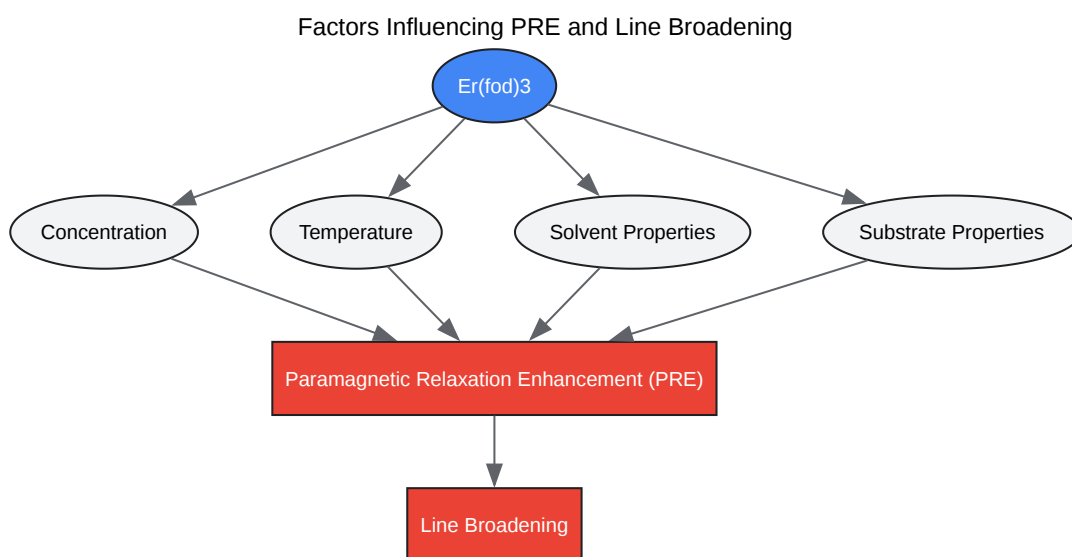 Factors Influencing PRE and Line Broadening
Er(fod)3
Concentration
Temperature
Solvent Properties
Substrate Properties
Paramagnetic Relaxation Enhancement (PRE)
Line Broadening